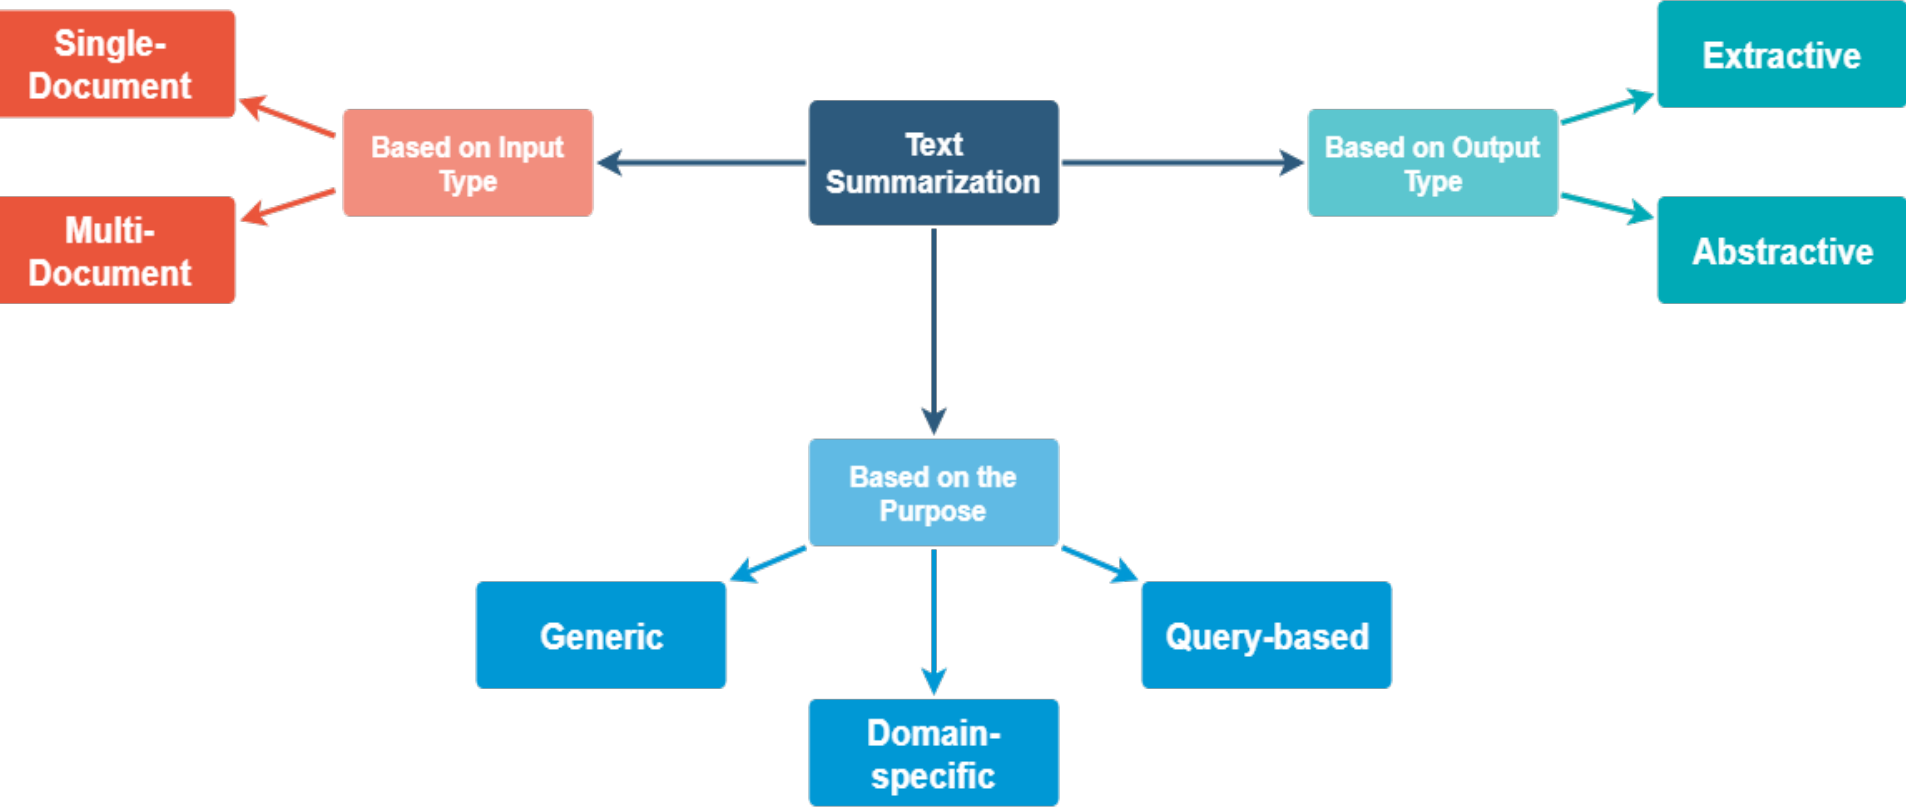 Single-
Document
Multi-
Document
Based on Input
Type
Text
Summarization
Based on Output
Type
Extractive
Abstractive
Based on the
Purpose
Generic
Domain-
specific
Query-based